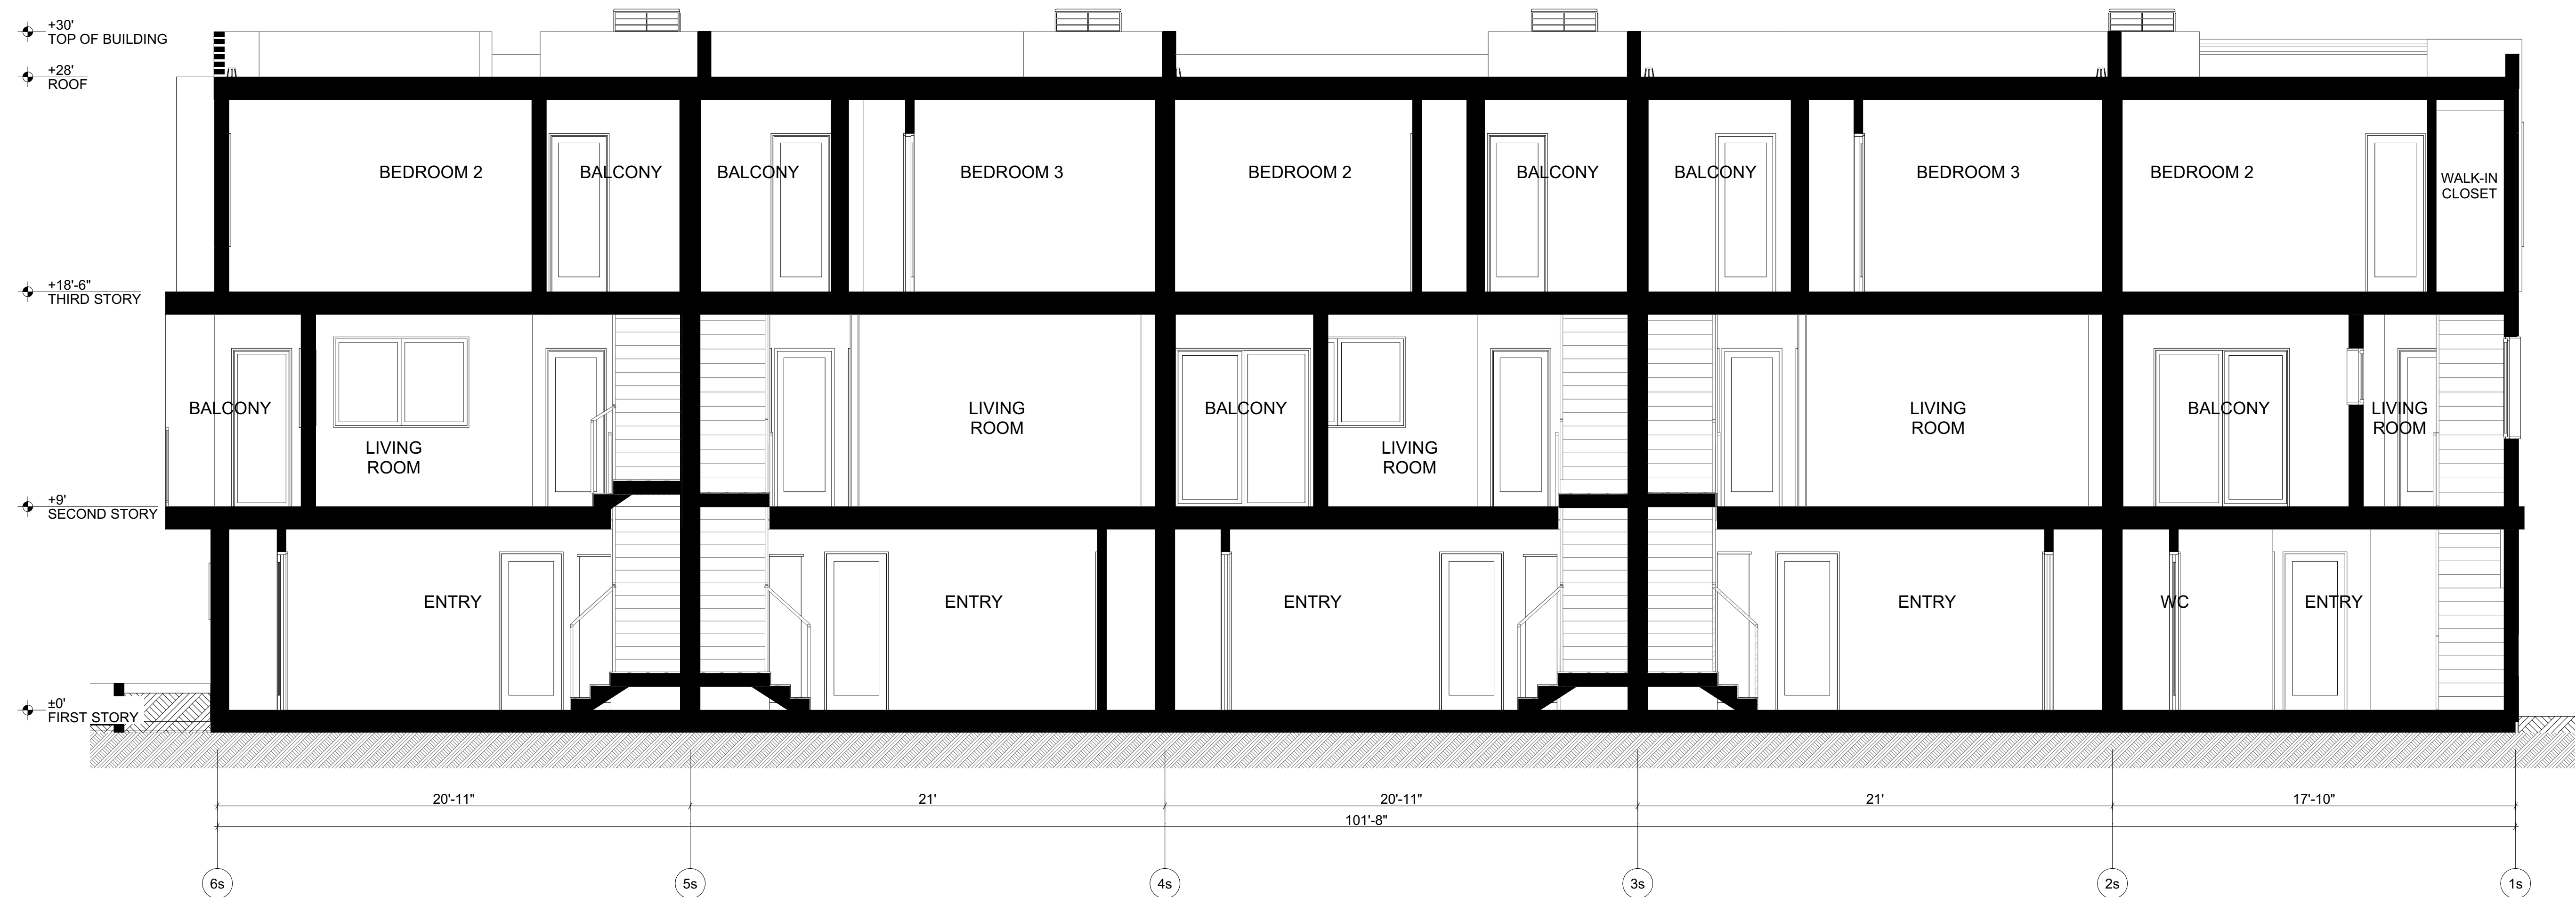 +30'
TOP OF BUILDING
+28'
ROOF
BEDROOM 2
BALCONY
BALCONY
BEDROOM 3
BEDROOM 2
BALCONY
BALCONY
BEDROOM 3
BEDROOM 2
WALK-IN
CLOSET
+18'-6"
THIRD STORY
BALCONY
LIVING
ROOM
LIVING
ROOM
BALCONY
LIVING
ROOM
LIVING
ROOM
BALCONY
LIVING
ROOM
+9'
SECOND STORY
ENTRY
ENTRY
ENTRY
ENTRY
WC
ENTRY
±0'
FIRST STORY
20'-11"
21'
20'-11"
21'
17'-10"
101'-8"
6s
5s
4s
3s
2s
1s